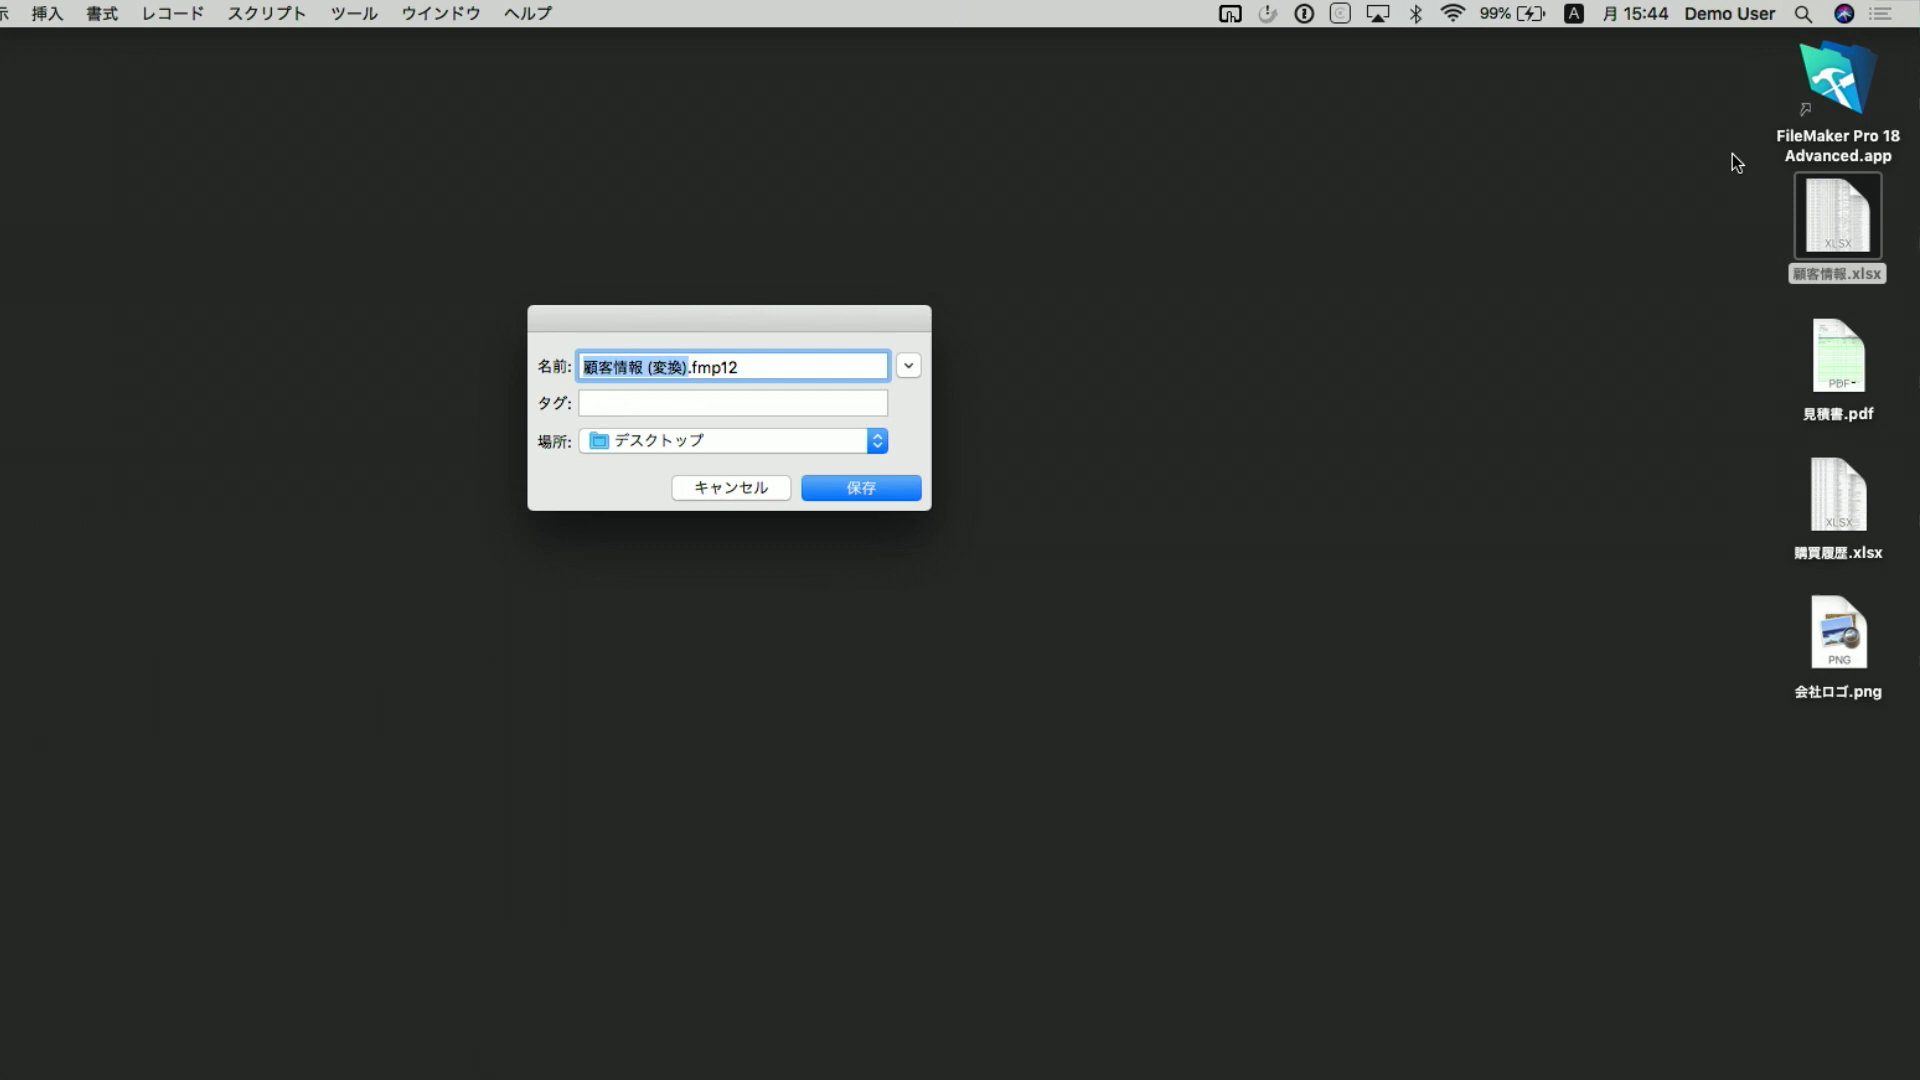 示 挿入 書式 レコード スクリプト ツール ウインドウ ヘルプ 99% A 月 15:44 Demo User
FileMaker Pro 18
Advanced.app
XLSX
顧客情報.xlsx
名前: 顧客情報 (変換).fmp12
タグ:
場所: デスクトップ
キャンセル 保存
PDF
見積書.pdf
XLSX
購買履歴.xlsx
PNG
会社ロゴ.png